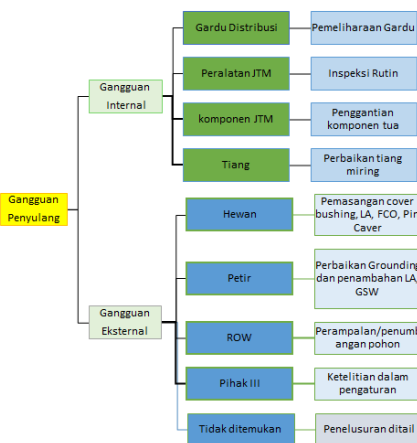 Gangguan
Penyulang
Gangguan
Internal
Gardu Distribusi
Pemeliharaan Gardu
Peralatan JTM
Inspeksi Rutin
komponen JTM
Penggantian
komponen tua
Tiang
Perbaikan tiang
miring
Gangguan
Eksternal
Hewan
Pemasangan cover
bushing, LA, FCO, Pin
Caver
Petir
Perbaikan Grounding
dan penambahan LA,
GSW
ROW
Perampalan/penumb
angan pohon
Pihak III
Ketelitian dalam
pengaturan
Tidak ditemukan
Penelusuran ditail